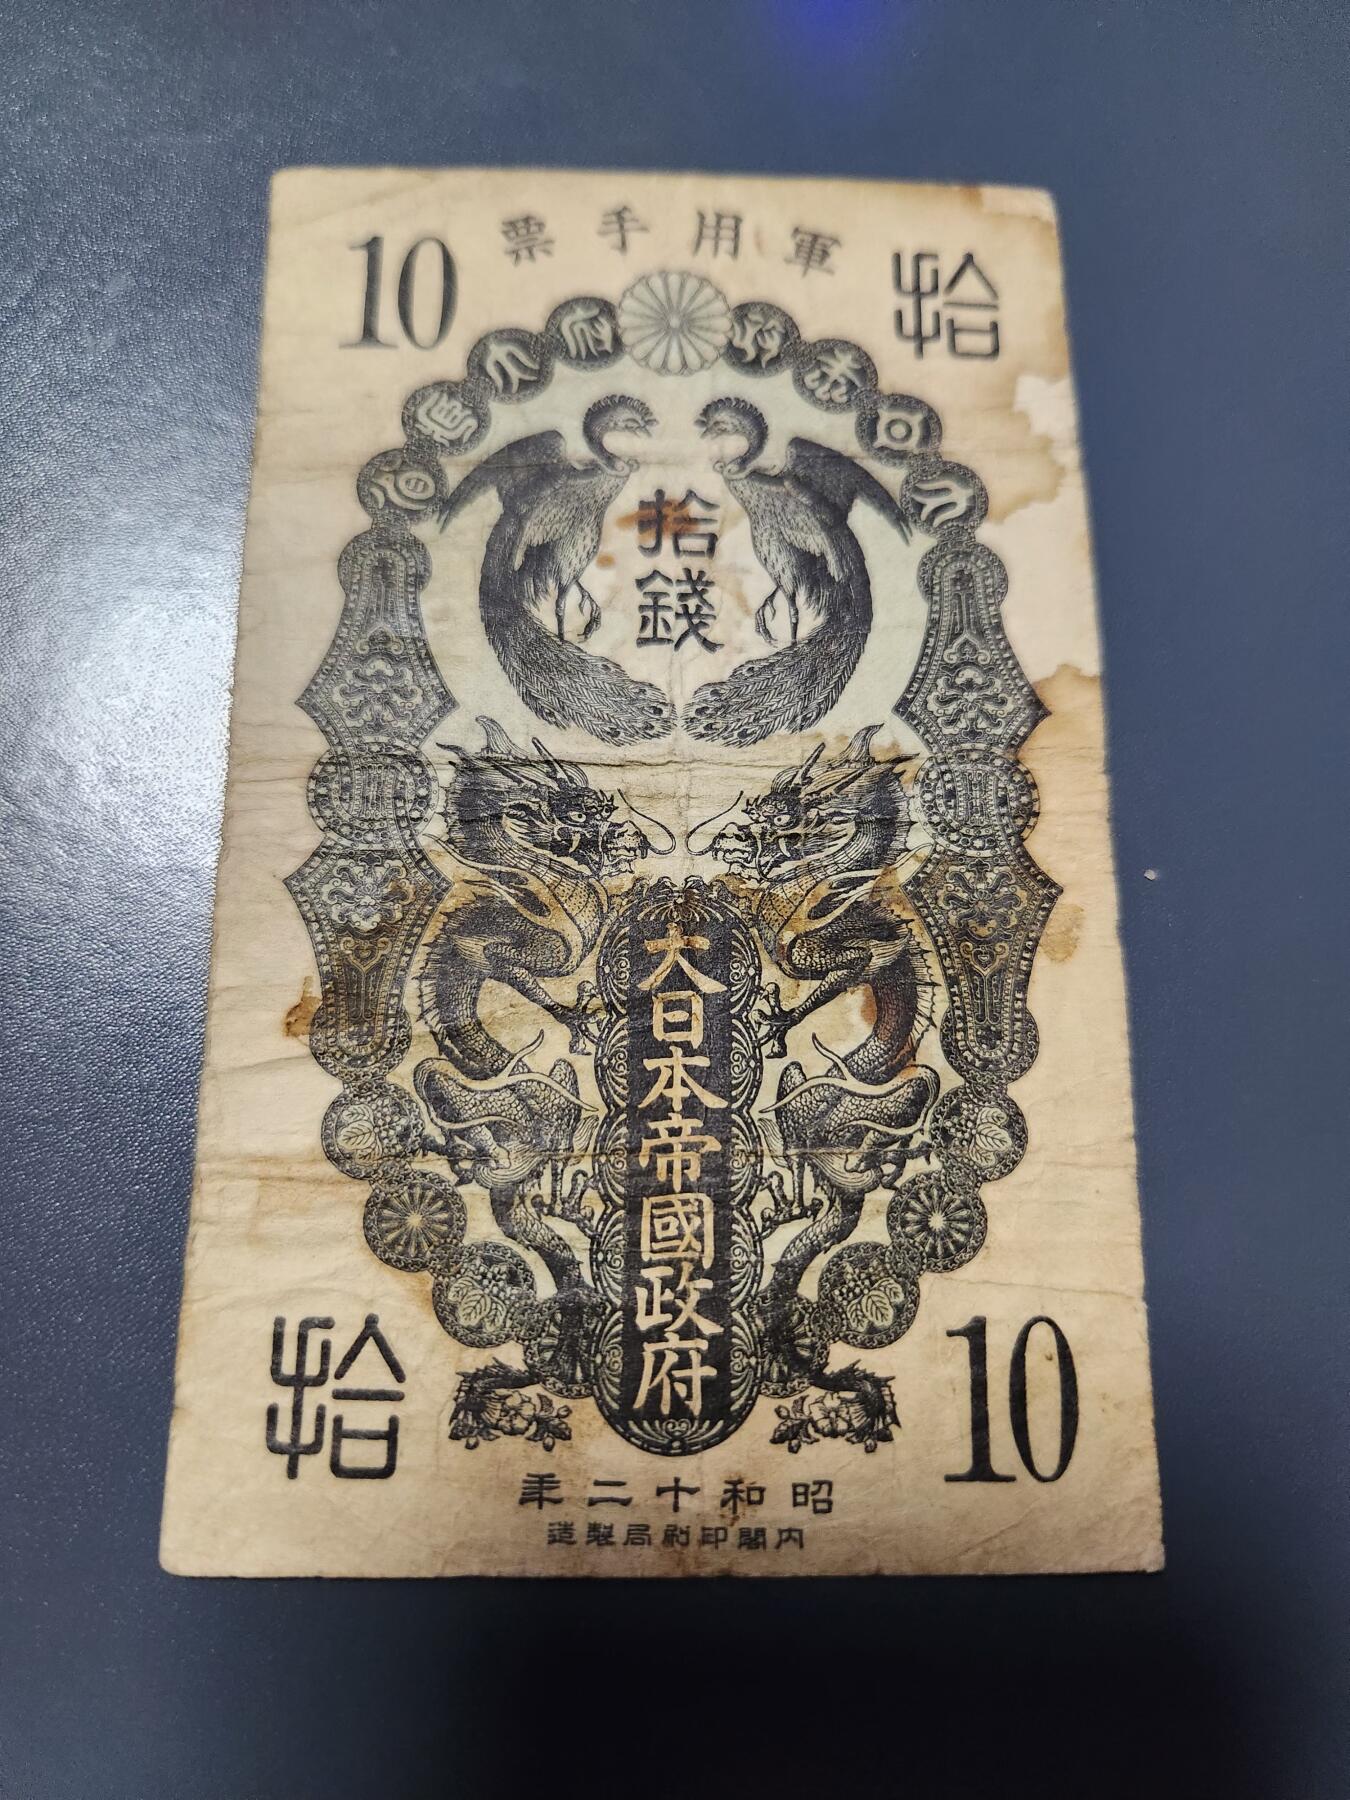 軍用手票
10
拾
拾錢
大日本帝國政府
拾
10
昭和十二年
内閣印刷局製造